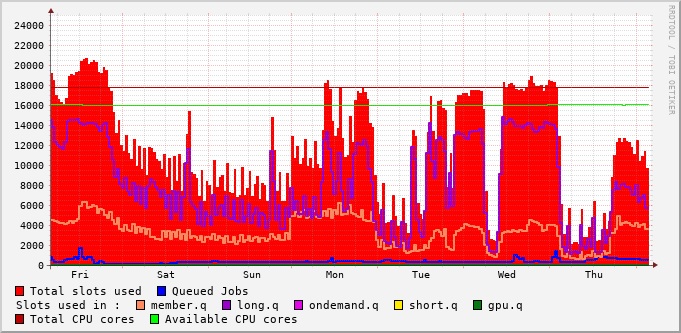 RRDTOOL / TOBI OETIKER
24000
22000
20000
18000
16000
14000
12000
10000
8000
6000
4000
2000
0
Fri Sat Sun Mon Tue Wed Thu
Total slots used Queued Jobs
Slots used in : member.q long.q ondemand.q short.q gpu.q
Total CPU cores Available CPU cores